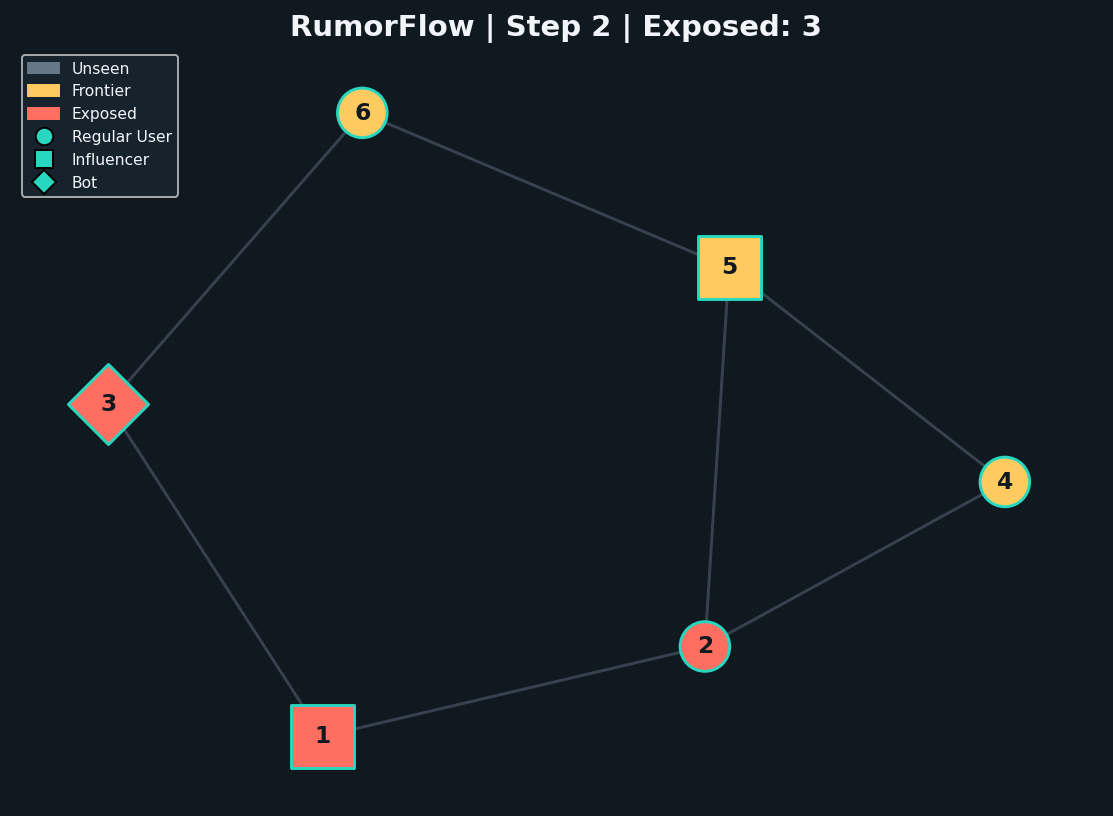 RumorFlow | Step 2 | Exposed: 3
Unseen
Frontier
Exposed
Regular User
Influencer
Bot
6
5
3
4
2
1